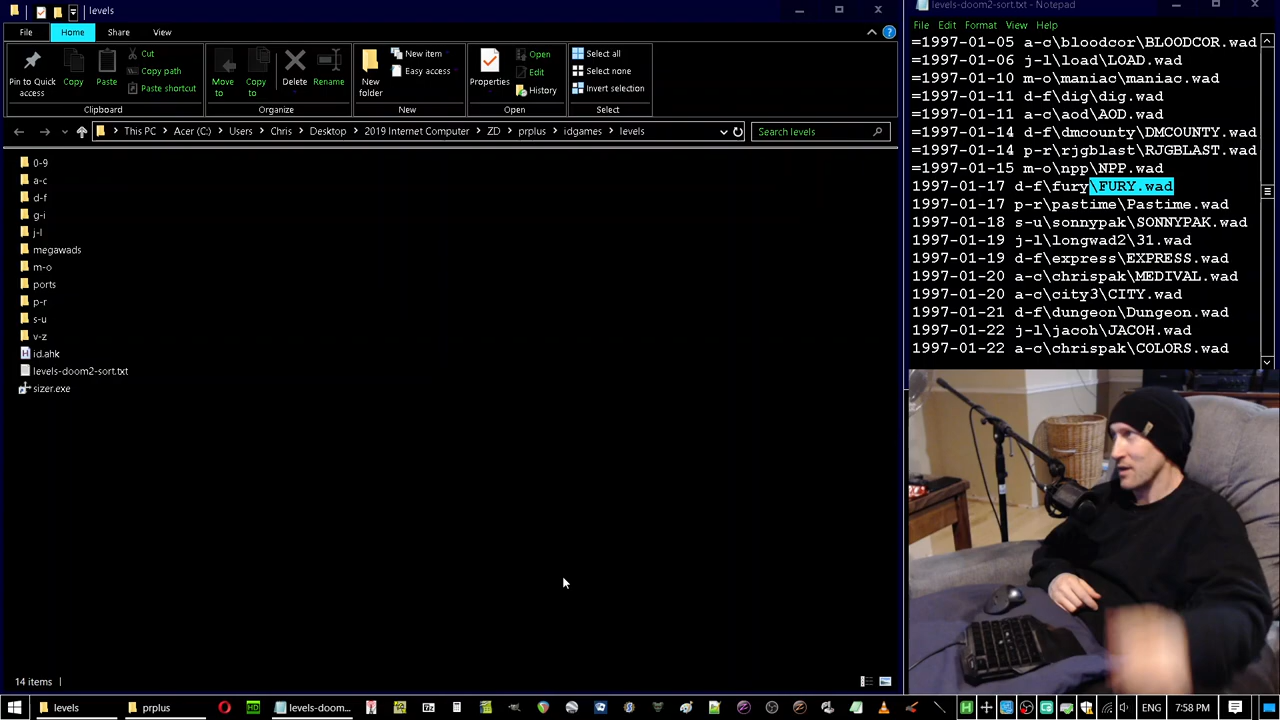 levels
File Home Share View
Pin to Quick access
Copy
Paste
Cut
Copy path
Paste shortcut
Clipboard
Move to
Copy to
Delete
Rename
Organize
New folder
New item
Easy access
New
Properties
Open
Edit
History
Open
Select all
Select none
Invert selection
Select
This PC > Acer (C:) > Users > Chris > Desktop > 2019 Internet Computer > ZD > prplus > idgames > levels
Search levels
0-9
a-c
d-f
g-i
j-l
megawads
m-o
ports
p-r
s-u
v-z
id.ahk
levels-doom2-sort.txt
sizer.exe
14 items
levels-doom2-sort.txt - Notepad
File Edit Format View Help
=1997-01-05 a-c\bloodcor\BLOODCOR.wad
=1997-01-06 j-l\load\LOAD.wad
=1997-01-10 m-o\maniac\maniac.wad
=1997-01-11 d-f\dig\dig.wad
=1997-01-11 a-c\aod\AOD.wad
=1997-01-14 d-f\dmcounty\DMCOUNTY.wad
=1997-01-14 p-r\rjgblast\RJGBLAST.wad
=1997-01-15 m-o\npp\NPP.wad
1997-01-17 d-f\fury\FURY.wad
1997-01-17 p-r\pastime\Pastime.wad
1997-01-18 s-u\sonnypak\SONNYPAK.wad
1997-01-19 j-l\longwad2\31.wad
1997-01-19 d-f\express\EXPRESS.wad
1997-01-20 a-c\chrispak\MEDIVAL.wad
1997-01-20 a-c\city3\CITY.wad
1997-01-21 d-f\dungeon\Dungeon.wad
1997-01-22 j-l\jacoh\JACOH.wad
1997-01-22 a-c\chrispak\COLORS.wad
levels
prplus
HD
levels-doom...
ENG 7:58 PM